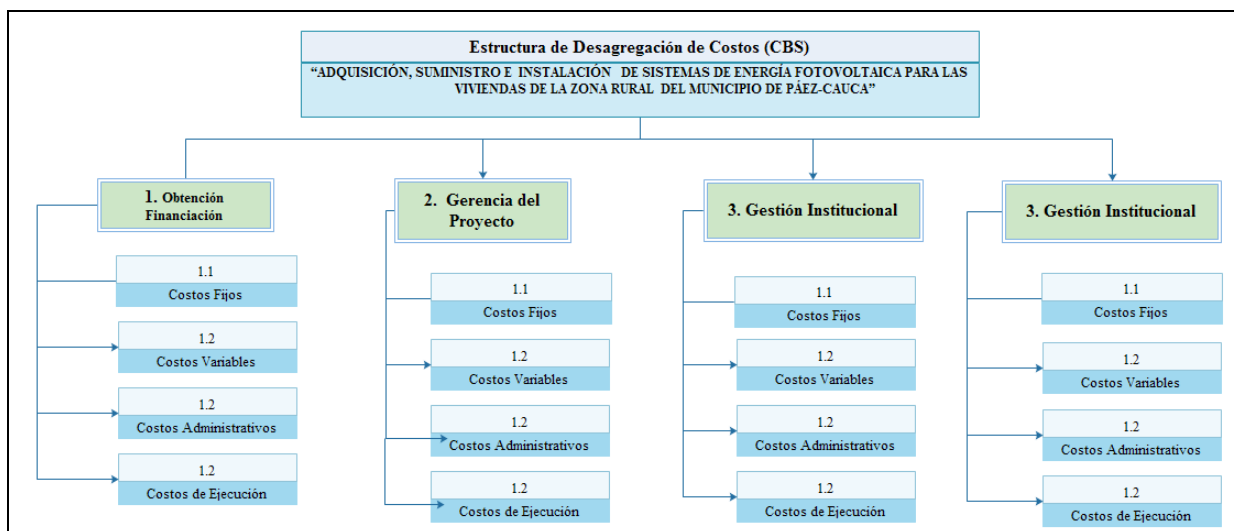 Estructura de Desagregación de Costos (CBS)
“ADQUISICIÓN, SUMINISTRO E INSTALACIÓN DE SISTEMAS DE ENERGÍA FOTOVOLTAICA PARA LAS
VIVIENDAS DE LA ZONA RURAL DEL MUNICIPIO DE PÁEZ-CAUCA”
1. Obtención
Financiación
1.1
Costos Fijos
1.2
Costos Variables
1.2
Costos Administrativos
1.2
Costos de Ejecución
2. Gerencia del
Proyecto
1.1
Costos Fijos
1.2
Costos Variables
1.2
Costos Administrativos
1.2
Costos de Ejecución
3. Gestión Institucional
1.1
Costos Fijos
1.2
Costos Variables
1.2
Costos Administrativos
1.2
Costos de Ejecución
3. Gestión Institucional
1.1
Costos Fijos
1.2
Costos Variables
1.2
Costos Administrativos
1.2
Costos de Ejecución